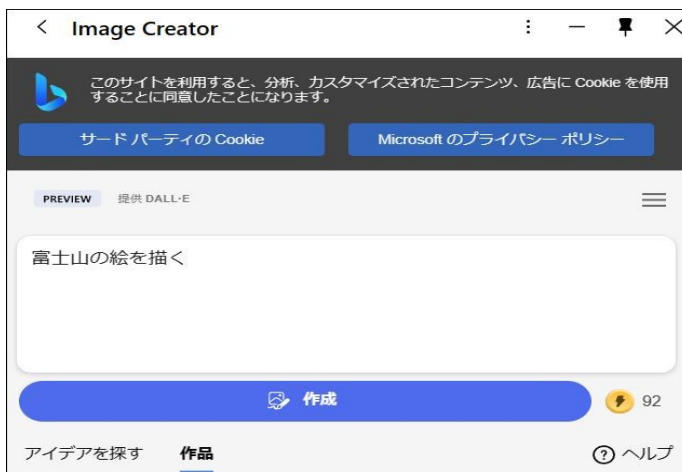 Image Creator
このサイトを利用すると、分析、カスタマイズされたコンテンツ、広告に Cookie を使用
することに同意したことになります。
サード パーティの Cookie
Microsoft のプライバシー ポリシー
PREVIEW 提供 DALL·E
富士山の絵を描く
作成 92
アイデアを探す 作品 ヘルプ